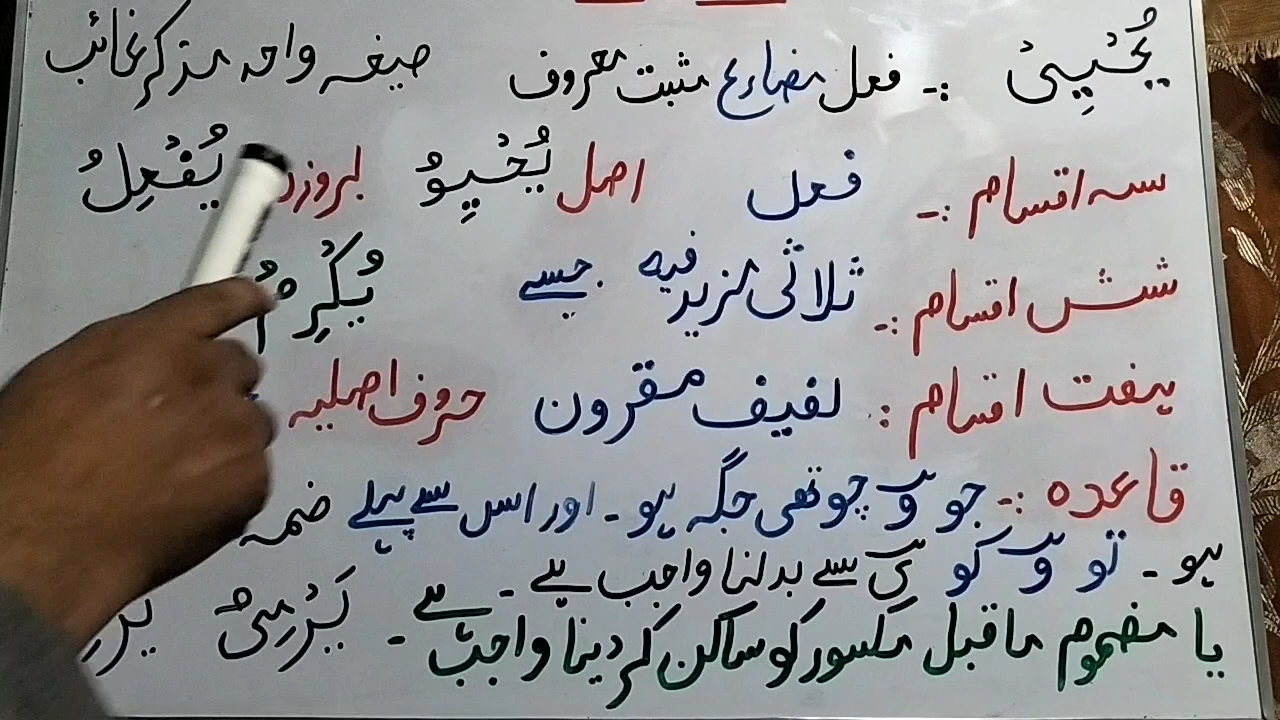 يُحْيِيْ :۔ فعل مضارع مثبت معروف صیغہ واحد مذکر غائب
سہ اقسام :۔ فعل اصل يُحْيِوُ بروزن يُفْعِلُ
شش اقسام :۔ ثلاثی مزید فیہ جیسے يُكْرِمُ
ہفت اقسام : لفیف مقرون حروف اصلیہ
قاعدہ :۔ جو و چوتھی جگہ ہو۔ اور اس سے پہلے ضمہ
ہو۔ تو و کو ی سے بدلنا واجب ہے۔
یا مضموم ماقبل مکسور کو ساکن کر دینا واجب ہے۔ يَرْمِيْ